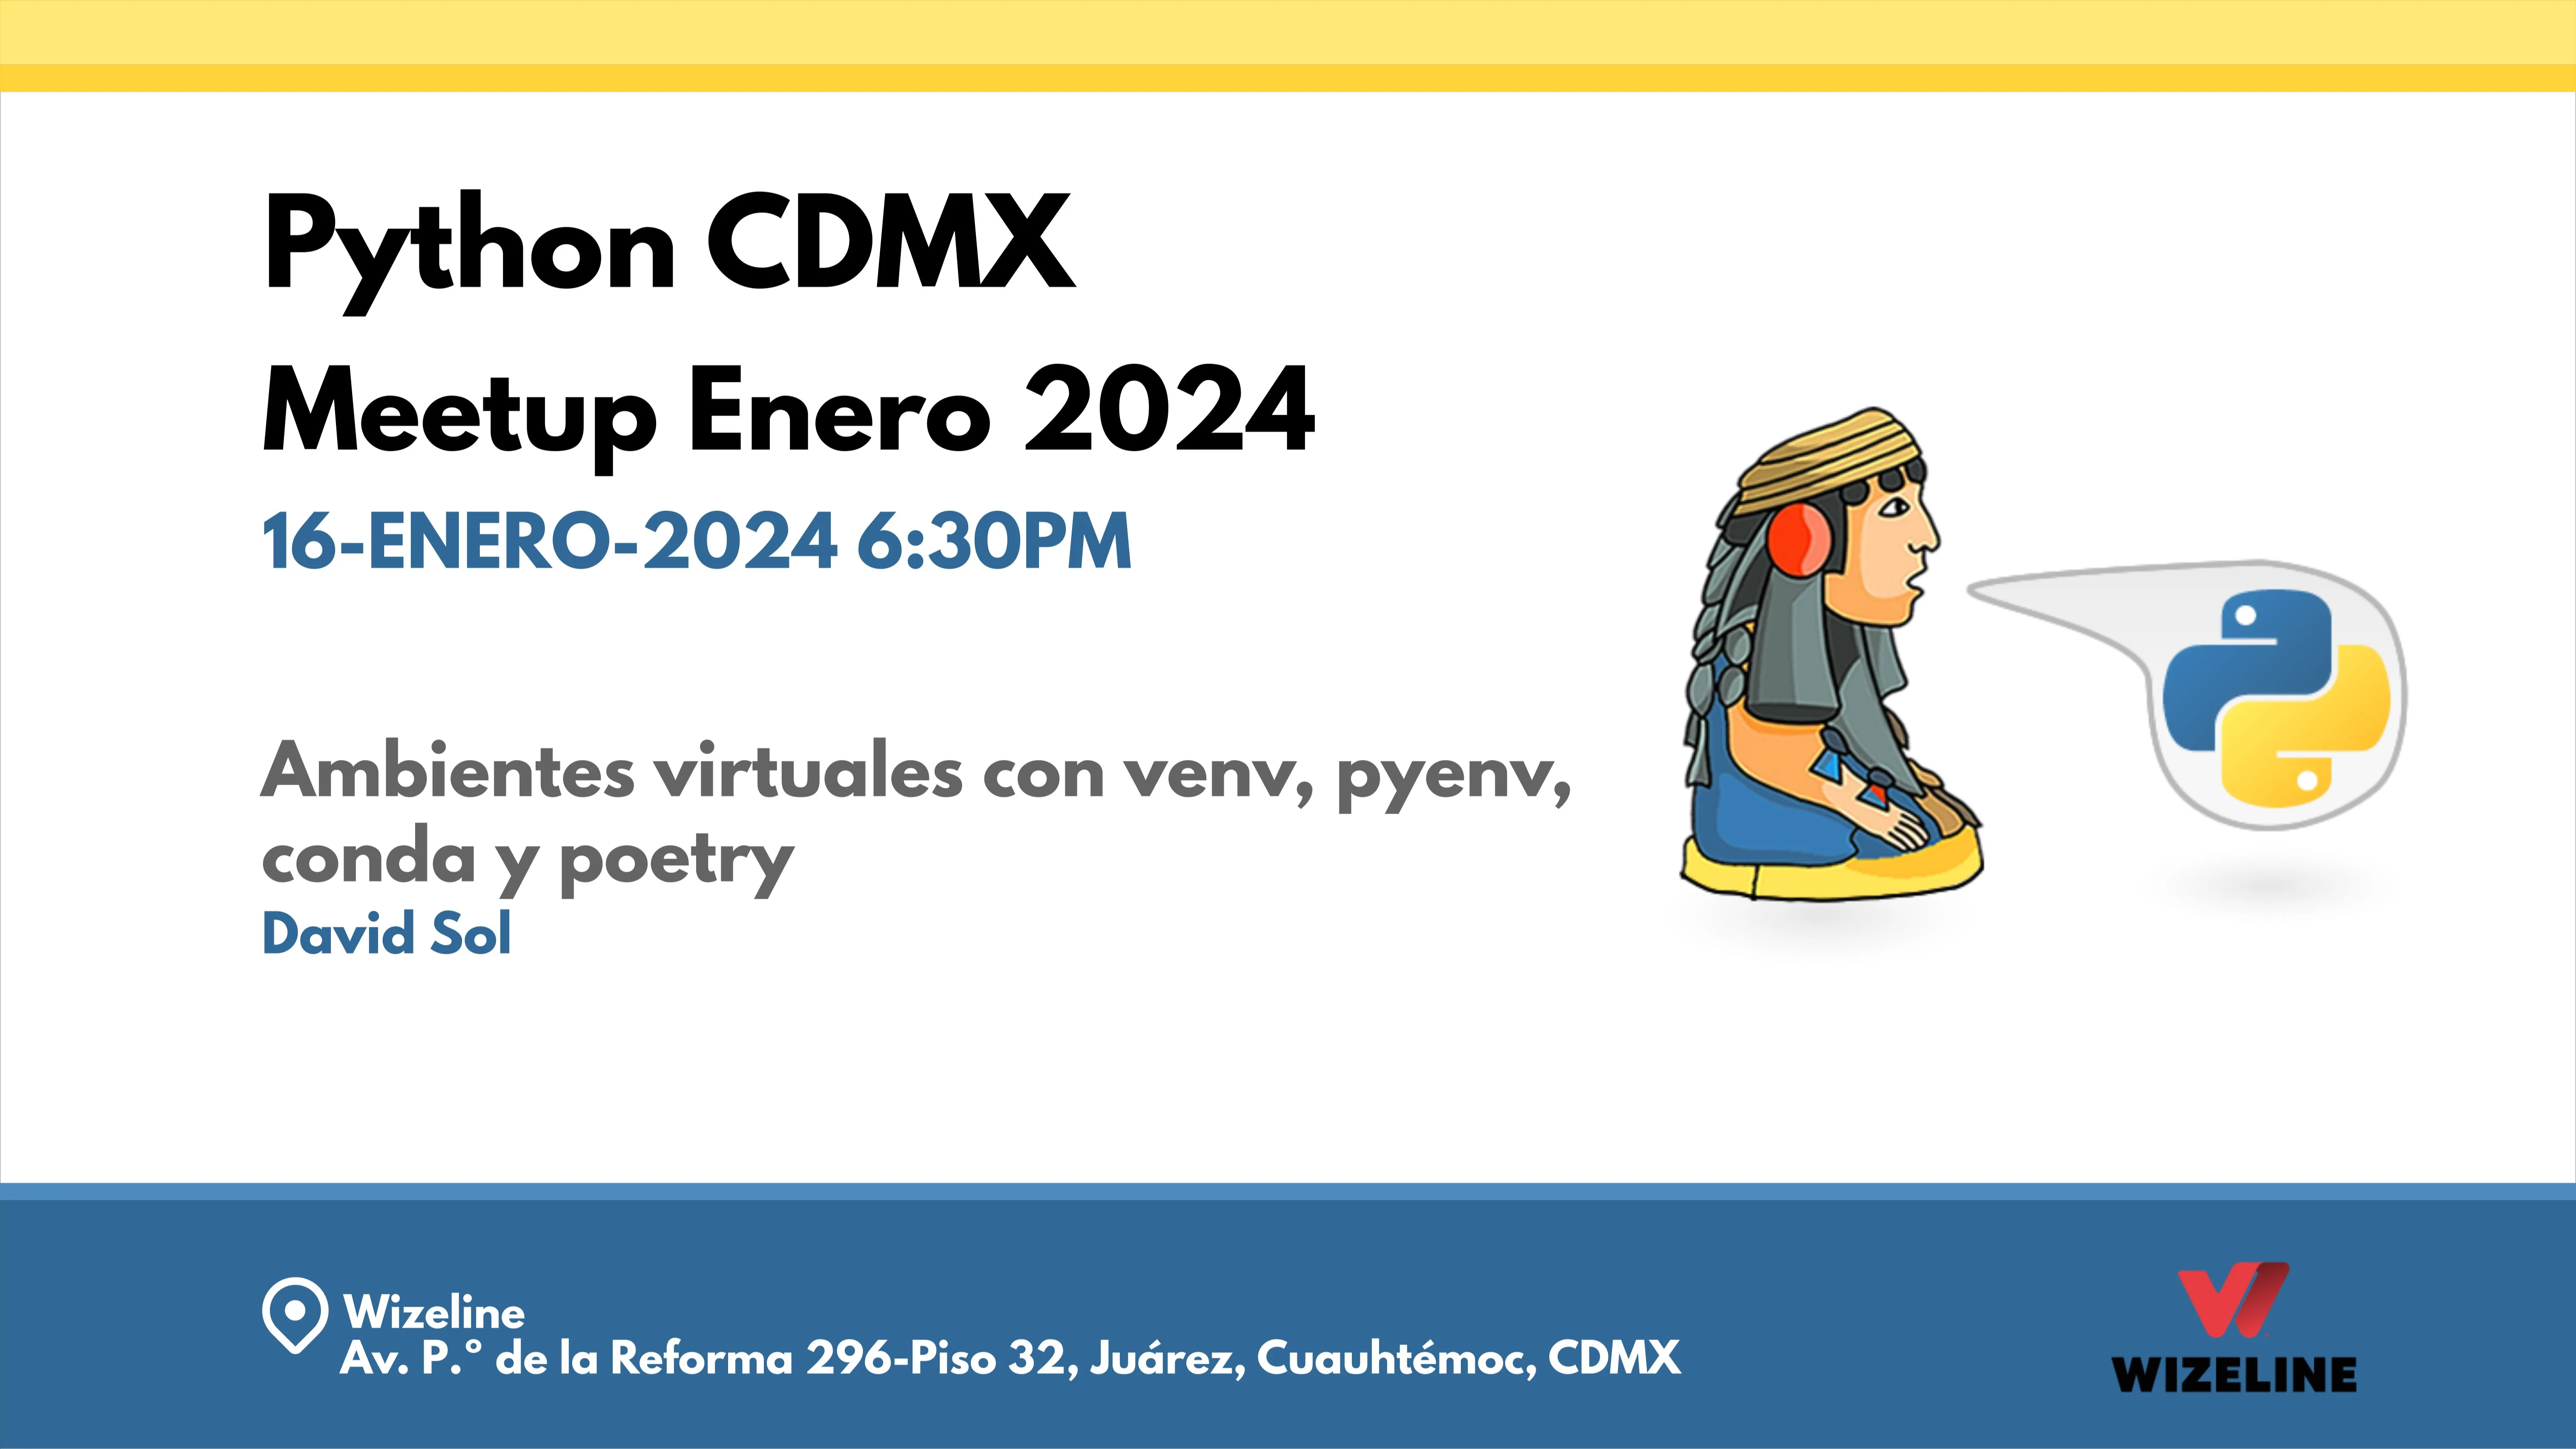 Python CDMX
Meetup Enero 2024
16-ENERO-2024 6:30PM
Ambientes virtuales con venv, pyenv,
conda y poetry
David Sol
Wizeline
Av. P.º de la Reforma 296-Piso 32, Juárez, Cuauhtémoc, CDMX
WIZELINE